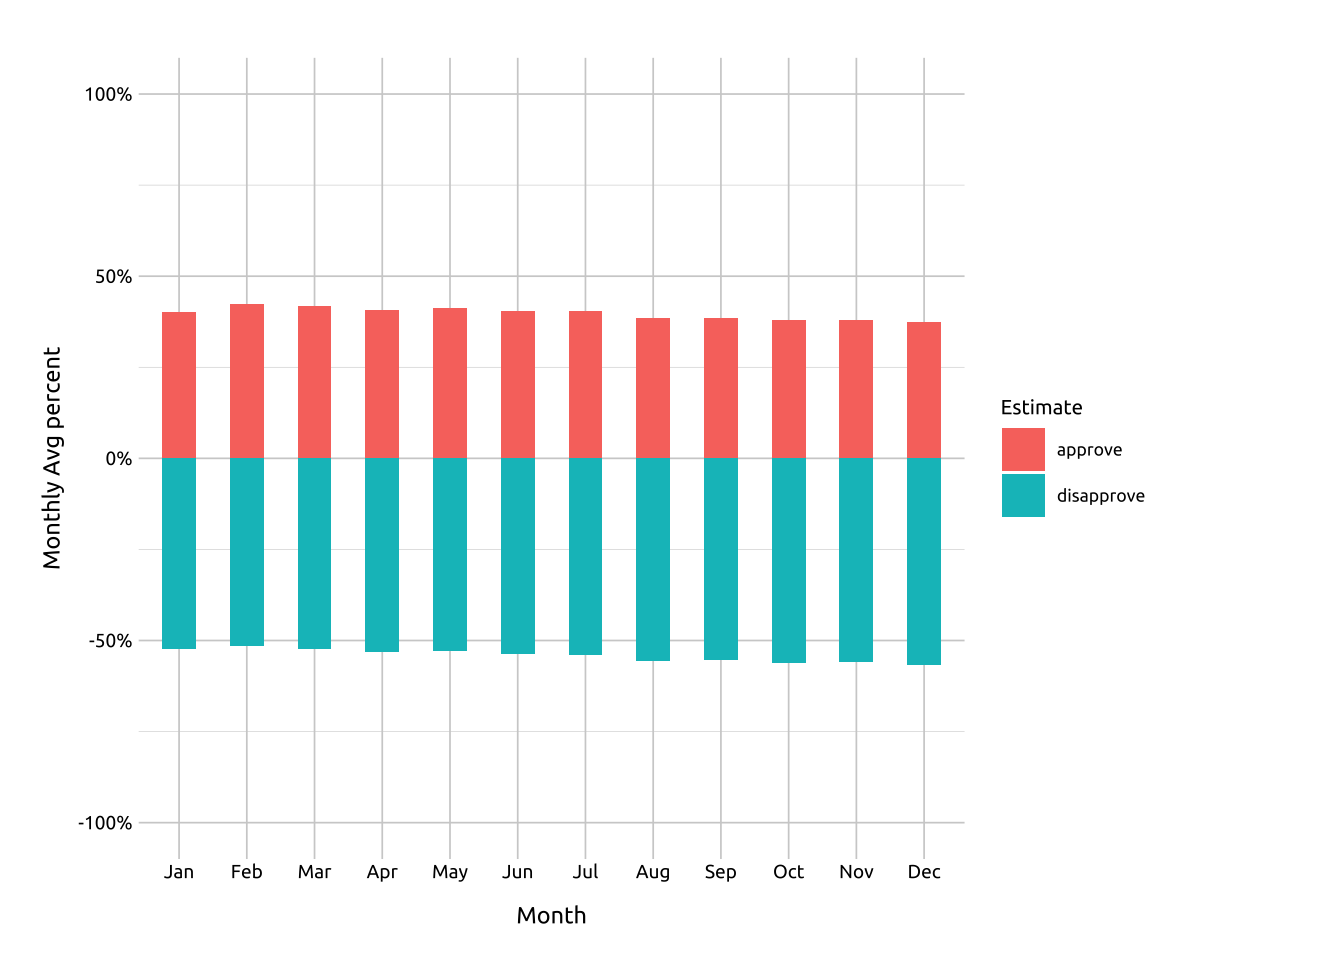 100%
50%
0%
-50%
-100%
Monthly Avg percent
Jan Feb Mar Apr May Jun Jul Aug Sep Oct Nov Dec
Month
Estimate
approve
disapprove